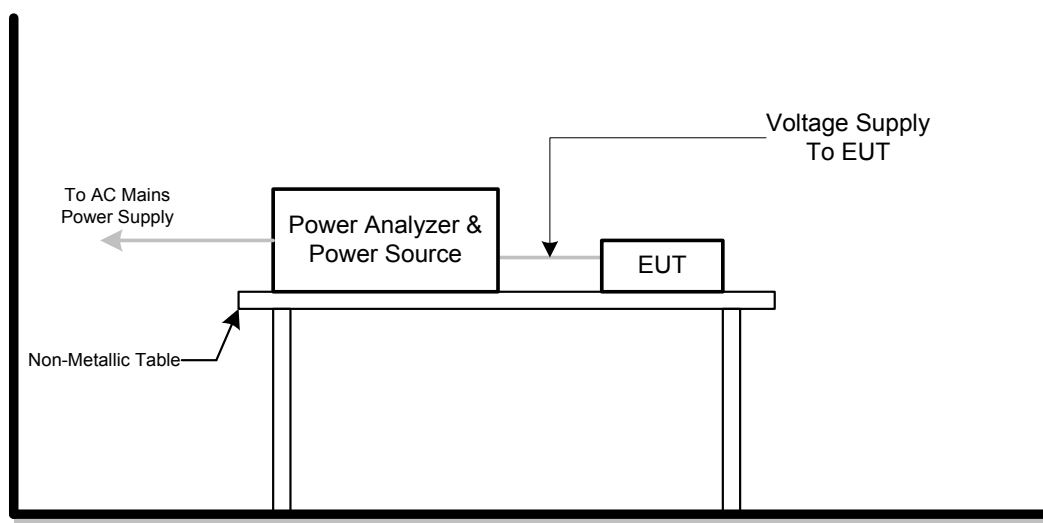 Voltage Supply
To EUT
To AC Mains
Power Supply
Power Analyzer &
Power Source
EUT
Non-Metallic Table